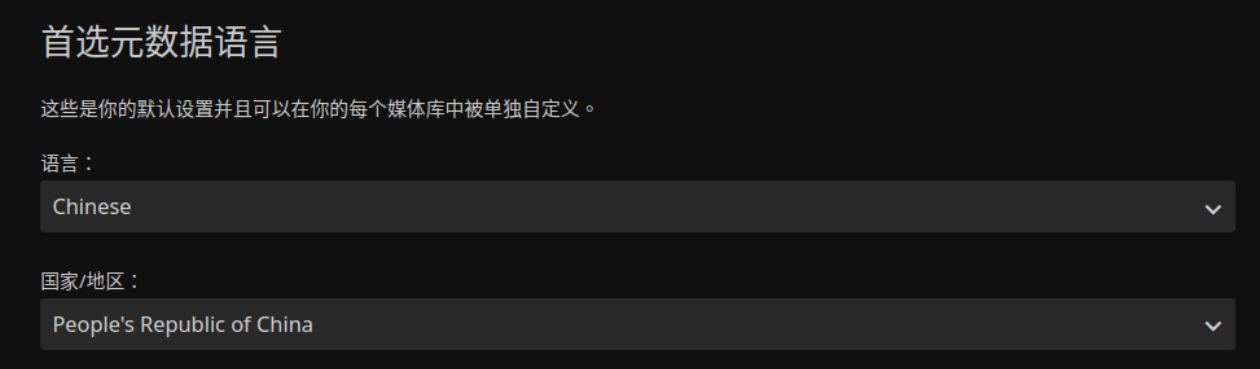 首选元数据语言
这些是你的默认设置并且可以在你的每个媒体库中被单独自定义。
语言：
Chinese
国家/地区：
People's Republic of China